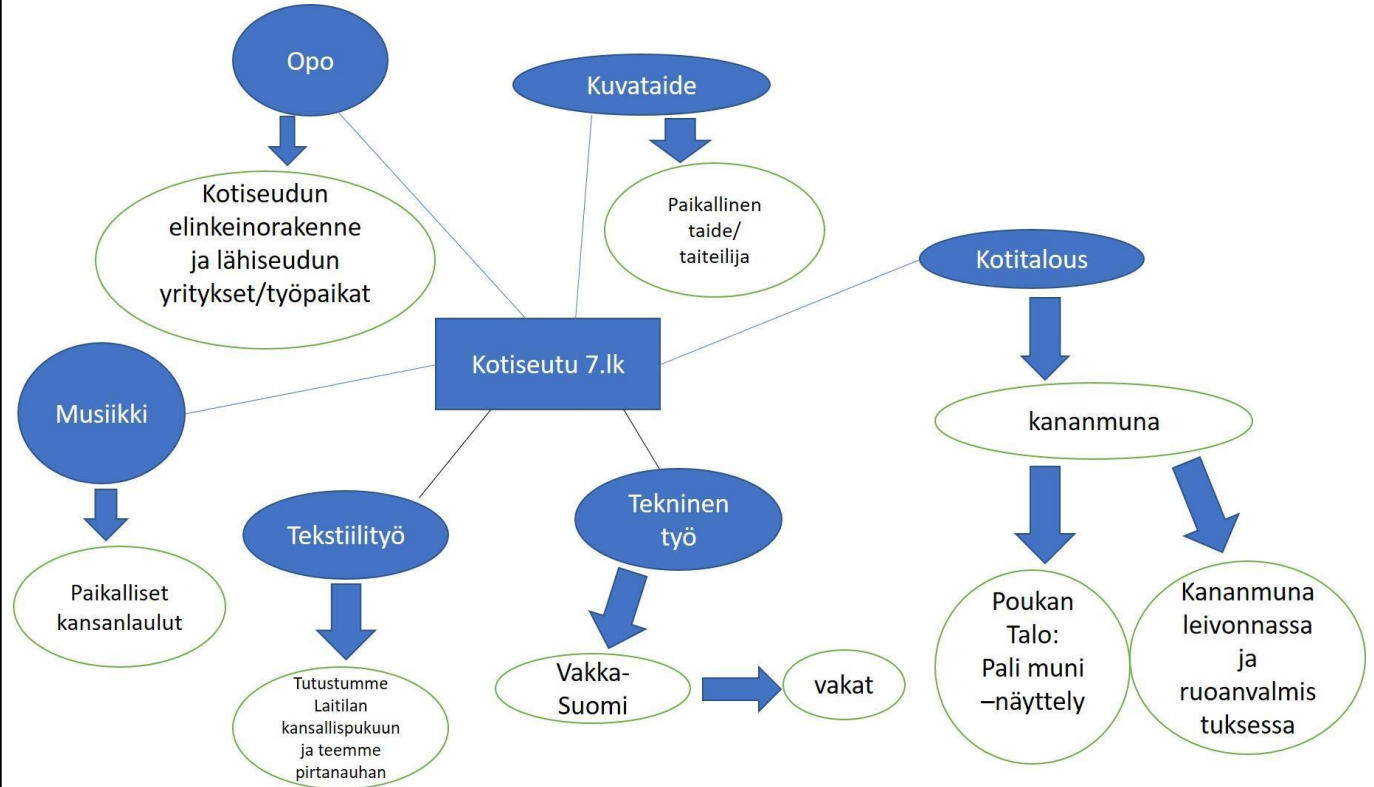 Opo
Kotiseudun
elinkeinorakenne
ja lähiseudun
yritykset/työpaikat
Kuvataide
Paikallinen
taide/
taiteilija
Kotitalous
kananmuna
Poukan
Talo:
Pali muni
–näyttely
Kananmuna
leivonnassa
ja
ruoanvalmis
tuksessa
Kotiseutu 7.lk
Musiikki
Paikalliset
kansanlaulut
Tekstiilityö
Tutustumme
Laitilan
kansallispukuun
ja teemme
pirtanauhan
Tekninen
työ
Vakka-
Suomi
vakat